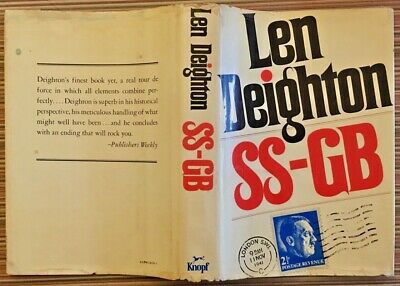 Deighton's finest book yet, a real tour de
force in which all elements combine per-
fectly. . . . Deighton is superb in his historical
perspective, his meticulous handling of what
might well have been . . . and he concludes
with an ending that will rock you.
–Publishers Weekly
Len
Deighton
SS-GB
Knopf
Len
Deighton
SS-GB
LONDON SW1
11 NOV
1941
2½
POSTAGE REVENUE